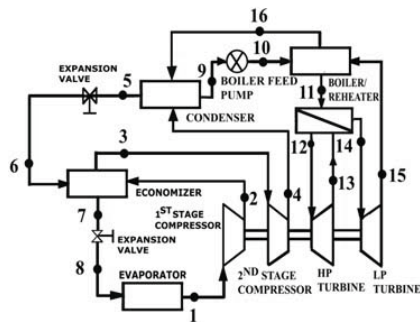 16
EXPANSION
VALVE
5
9
10
BOILER FEED
PUMP
BOILER/
REHEATER
11
CONDENSER
3
12
14
6
ECONOMIZER
2
4
13
15
7
1ST STAGE
COMPRESSOR
EXPANSION
VALVE
8
EVAPORATOR
1
2ND STAGE
COMPRESSOR
HP
TURBINE
LP
TURBINE